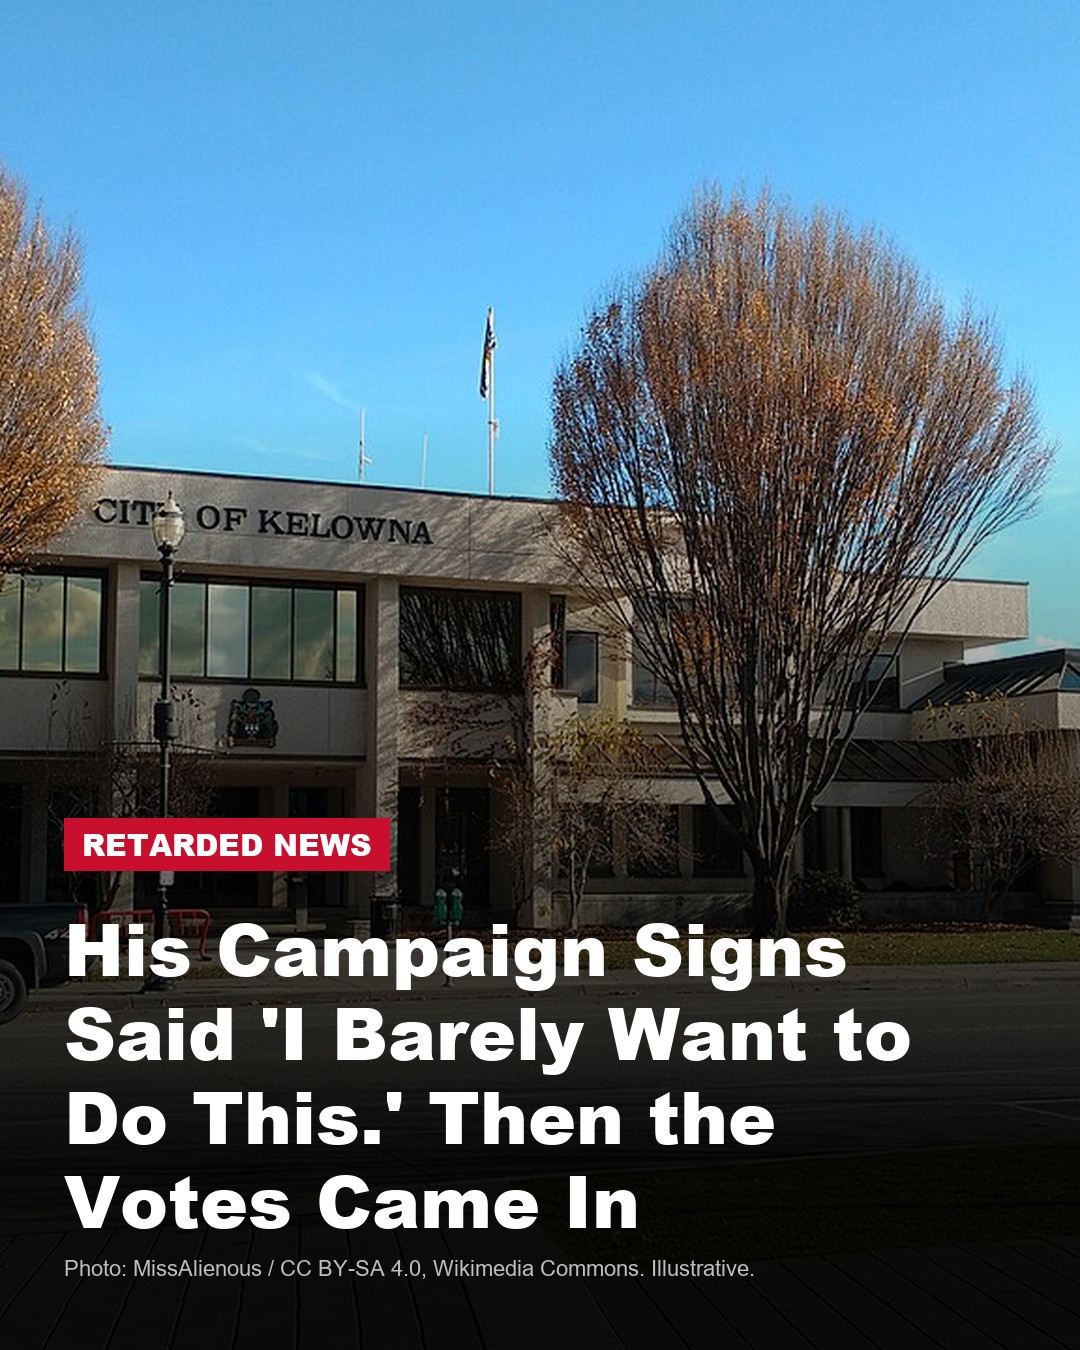 CITY OF KELOWNA
RETARDED NEWS
His Campaign Signs
Said 'I Barely Want to
Do This.' Then the
Votes Came In
Photo: MissAlienous / CC BY-SA 4.0, Wikimedia Commons. Illustrative.